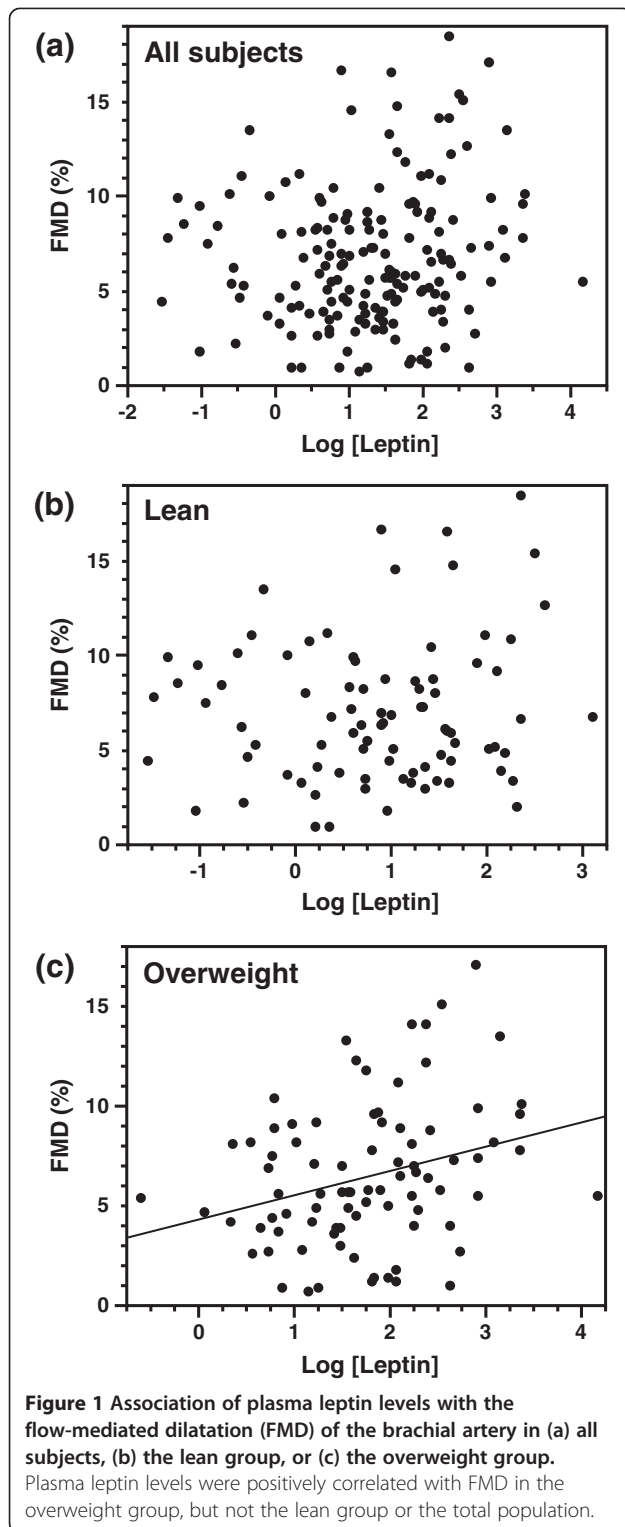 (a)
All subjects
15
10
5
0
FMD (%)
-2 -1 0 1 2 3 4
Log [Leptin]
(b)
Lean
15
10
5
0
FMD (%)
-1 0 1 2 3
Log [Leptin]
(c)
Overweight
15
10
5
0
FMD (%)
0 1 2 3 4
Log [Leptin]
Figure 1 Association of plasma leptin levels with the
flow-mediated dilatation (FMD) of the brachial artery in (a) all
subjects, (b) the lean group, or (c) the overweight group.
Plasma leptin levels were positively correlated with FMD in the
overweight group, but not the lean group or the total population.